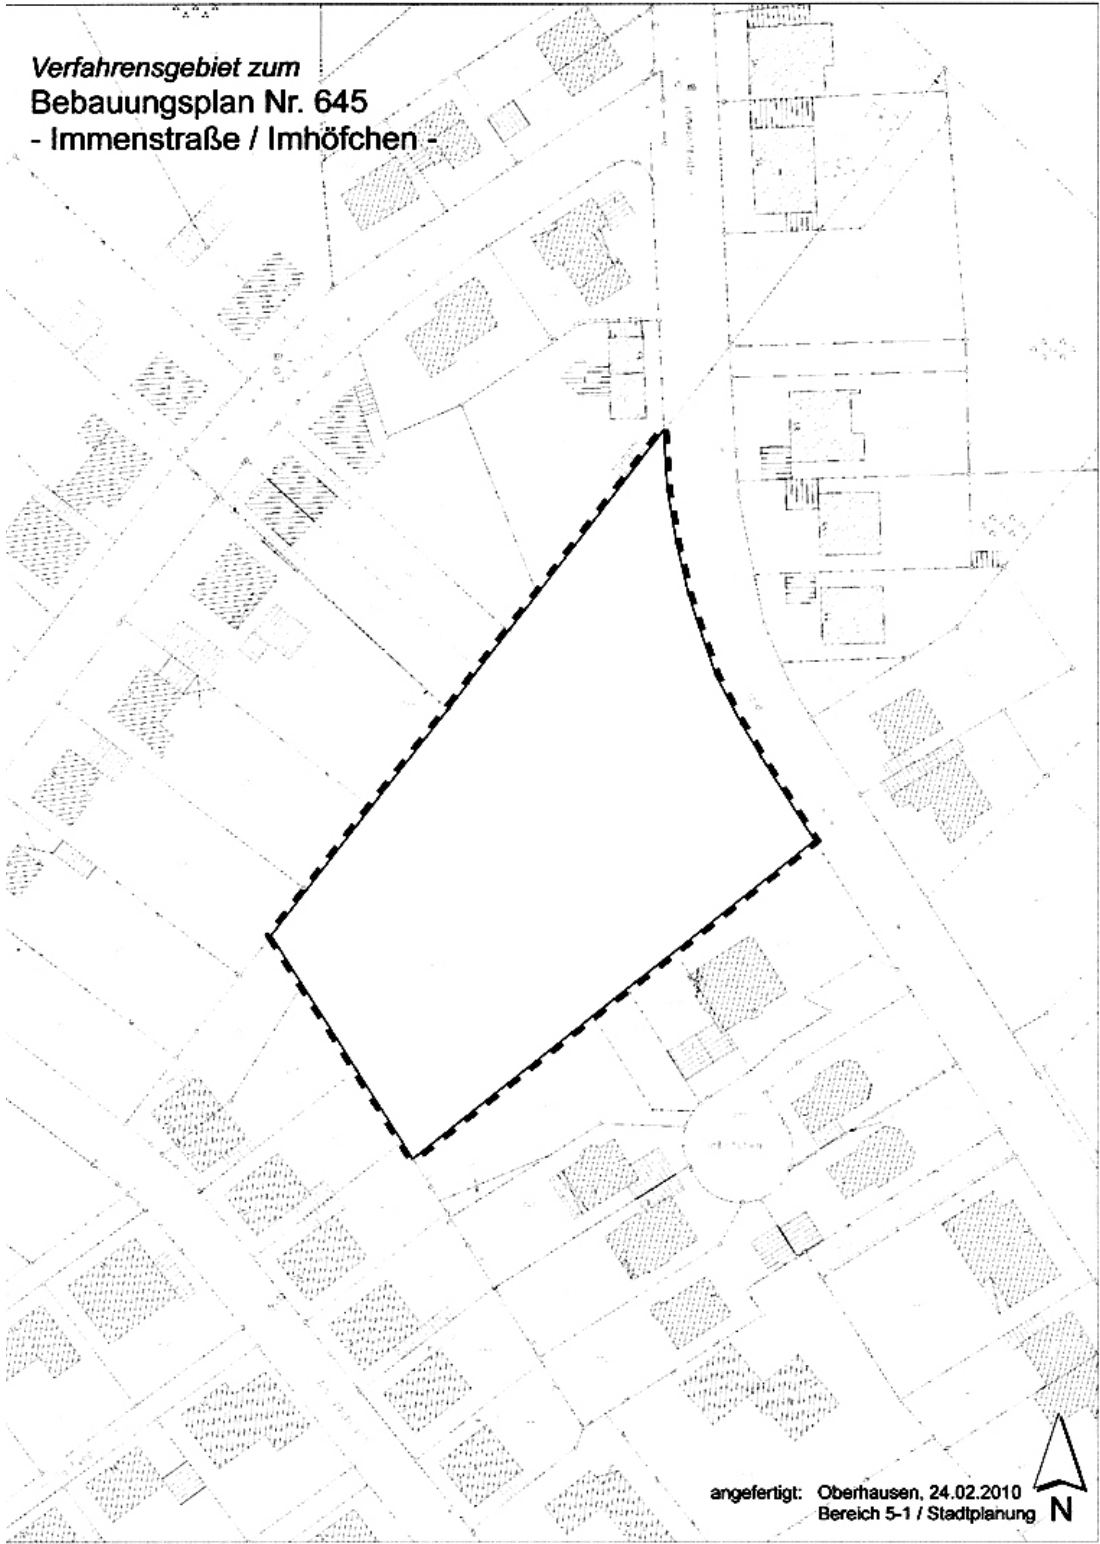 Verfahrensgebiet zum
Bebauungsplan Nr. 645
- Immenstraße / Imhöfchen -
angefertigt: Oberhausen, 24.02.2010
Bereich 5-1 / Stadtplanung
N